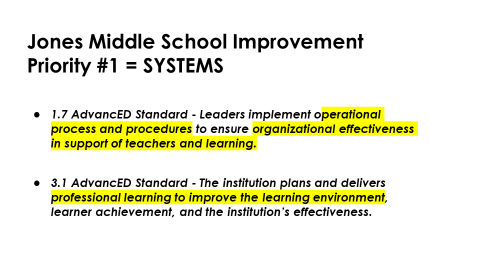 Jones Middle School Improvement
Priority #1 = SYSTEMS
● 1.7 AdvancED Standard - Leaders implement operational
process and procedures to ensure organizational effectiveness
in support of teachers and learning.
● 3.1 AdvancED Standard - The institution plans and delivers
professional learning to improve the learning environment,
learner achievement, and the institution's effectiveness.